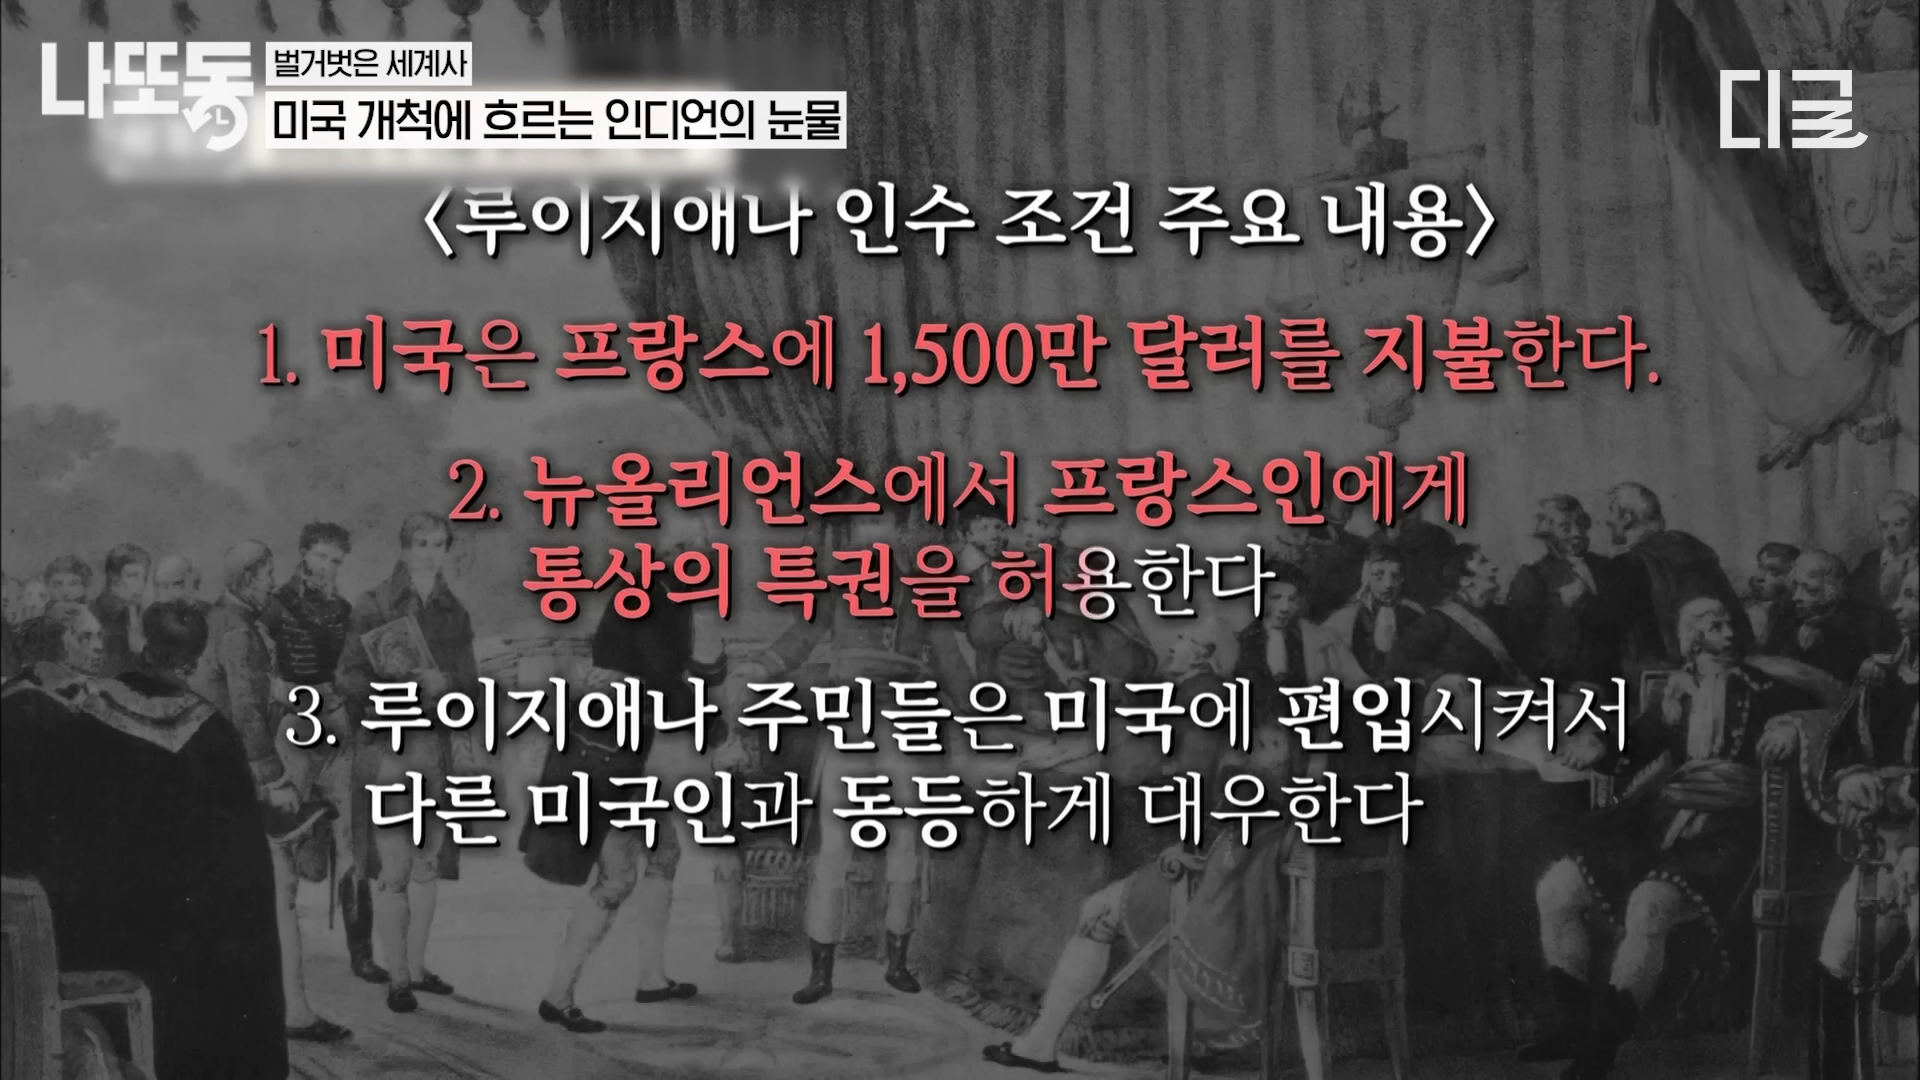 나또동
벌거벗은 세계사
미국 개척에 흐르는 인디언의 눈물
디글
〈루이지애나 인수 조건 주요 내용〉
1. 미국은 프랑스에 1,500만 달러를 지불한다.
2. 뉴올리언스에서 프랑스인에게
통상의 특권을 허용한다
3. 루이지애나 주민들은 미국에 편입시켜서
다른 미국인과 동등하게 대우한다